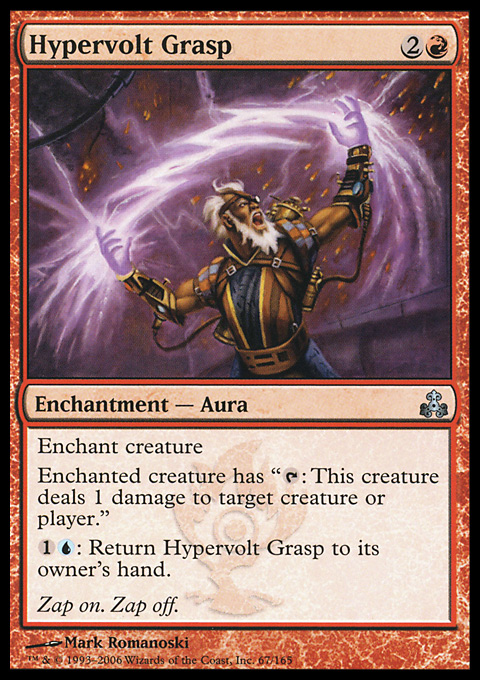 Hypervolt Grasp 2
Enchantment — Aura
Enchant creature
Enchanted creature has “: This creature
deals 1 damage to target creature or
player.”
1: Return Hypervolt Grasp to its
owner's hand.
Zap on. Zap off.
Mark Romanoski
™ & © 1993–2006 Wizards of the Coast, Inc. 67/165